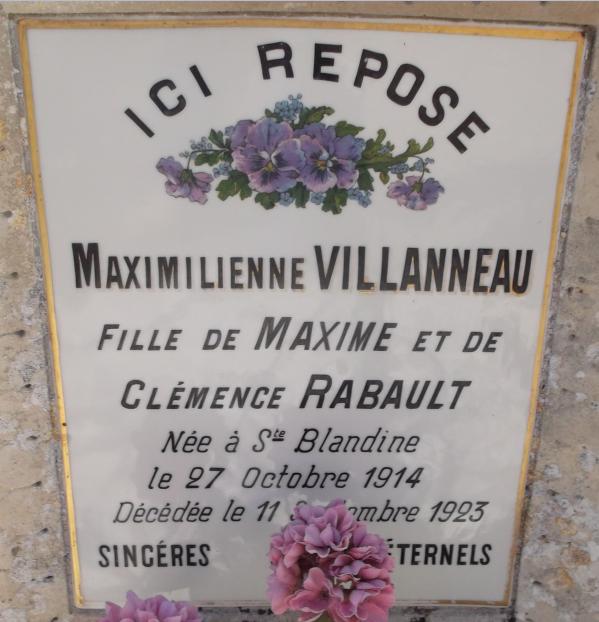 ICI REPOSE
MAXIMILIENNE VILLANNEAU
FILLE DE MAXIME ET DE
CLÉMENCE RABAULT
Née à Ste Blandine
le 27 Octobre 1914
Décédée le 11 1923
SINCÉRES ÉTERNELS